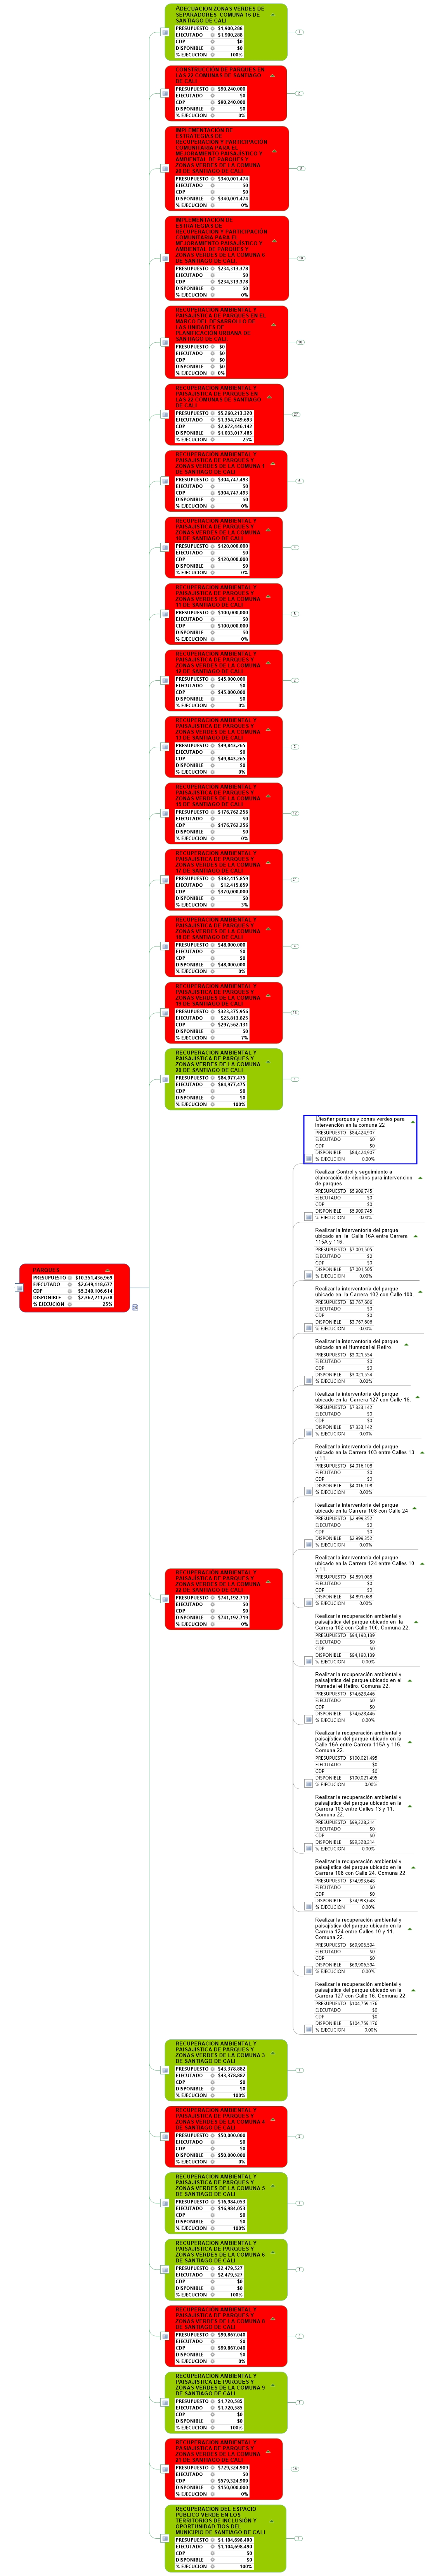 ADECUACION ZONAS VERDES DE
SEPARADORES COMUNA 16 DE
SANTIAGO DE CALI
PRESUPUESTO $1,900,288
EJECUTADO $1,900,288
CDP $0
DISPONIBLE $0
% EJECUCION 100%
1
CONSTRUCCION DE PARQUES EN
LAS 22 COMUNAS DE SANTIAGO
DE CALI
PRESUPUESTO $90,240,000
EJECUTADO $0
CDP $90,240,000
DISPONIBLE $0
% EJECUCION 0%
2
IMPLEMENTACION DE
ESTRATEGIAS DE
RECUPERACION Y PARTICIPACION
COMUNITARIA PARA EL
MEJORAMIENTO PAISAJISTICO Y
AMBIENTAL DE PARQUES Y
ZONAS VERDES DE LA COMUNA
DE SANTIAGO DE CALI
PRESUPUESTO $340,001,474
EJECUTADO $0
CDP $0
DISPONIBLE $340,001,474
% EJECUCION 0%
IMPLEMENTACION DE
ESTRATEGIAS DE
RECUPERACION Y PARTICIPACION
COMUNITARIA PARA EL
MEJORAMIENTO PAISAJISTICO Y
AMBIENTAL DE PARQUES Y
ZONAS VERDES DE LA COMUNA
DE SANTIAGO DE CALI
PRESUPUESTO $234,313,378
EJECUTADO $0
CDP $234,313,378
DISPONIBLE $0
% EJECUCION 0%
RECUPERACION AMBIENTAL Y
PAISAJISTICA DE PARQUES EN EL
MARCO DEL DESARROLLO DE
LAS UNIDADES DE
PLANIFICACION URBANA DE
SANTIAGO DE CALI
PRESUPUESTO $0
EJECUTADO $0
CDP $0
DISPONIBLE $0
% EJECUCION 0%
RECUPERACION AMBIENTAL Y
PAISAJISTICA DE PARQUES EN
LAS 22 COMUNAS DE SANTIAGO
DE CALI
PRESUPUESTO $5,260,213,320
EJECUTADO $1,354,749,693
CDP $2,872,446,142
DISPONIBLE $1,033,017,485
% EJECUCION 25%
RECUPERACION AMBIENTAL Y
PAISAJISTICA DE PARQUES Y
ZONAS VERDES DE LA COMUNA 1
DE SANTIAGO DE CALI
PRESUPUESTO $304,747,493
EJECUTADO $0
CDP $304,747,493
DISPONIBLE $0
% EJECUCION 0%
RECUPERACION AMBIENTAL Y
PAISAJISTICA DE PARQUES Y
ZONAS VERDES DE LA COMUNA
10 DE SANTIAGO DE CALI
PRESUPUESTO $120,000,000
EJECUTADO $0
CDP $120,000,000
DISPONIBLE $0
% EJECUCION 0%
RECUPERACION AMBIENTAL Y
PAISAJISTICA DE PARQUES Y
ZONAS VERDES DE LA COMUNA
11 DE SANTIAGO DE CALI
PRESUPUESTO $100,000,000
EJECUTADO $0
CDP $100,000,000
DISPONIBLE $0
% EJECUCION 0%
RECUPERACION AMBIENTAL Y
PAISAJISTICA DE PARQUES Y
ZONAS VERDES DE LA COMUNA
12 DE SANTIAGO DE CALI
PRESUPUESTO $45,000,000
EJECUTADO $0
CDP $45,000,000
DISPONIBLE $0
% EJECUCION 0%
2
RECUPERACION AMBIENTAL Y
PAISAJISTICA DE PARQUES Y
ZONAS VERDES DE LA COMUNA
13 DE SANTIAGO DE CALI
PRESUPUESTO $49,843,265
EJECUTADO $0
CDP $49,843,265
DISPONIBLE $0
% EJECUCION 0%
2
RECUPERACION AMBIENTAL Y
PAISAJISTICA DE PARQUES Y
ZONAS VERDES DE LA COMUNA
15 DE SANTIAGO DE CALI
PRESUPUESTO $176,762,256
EJECUTADO $0
CDP $176,762,256
DISPONIBLE $0
% EJECUCION 0%
12
RECUPERACION AMBIENTAL Y
PAISAJISTICA DE PARQUES Y
ZONAS VERDES DE LA COMUNA
17 DE SANTIAGO DE CALI
PRESUPUESTO $382,415,859
EJECUTADO $12,415,859
CDP $370,000,000
DISPONIBLE $0
% EJECUCION 3%
21
RECUPERACION AMBIENTAL Y
PAISAJISTICA DE PARQUES Y
ZONAS VERDES DE LA COMUNA
18 DE SANTIAGO DE CALI
PRESUPUESTO $48,000,000
EJECUTADO $0
CDP $48,000,000
DISPONIBLE $0
% EJECUCION 0%
4
RECUPERACION AMBIENTAL Y
PAISAJISTICA DE PARQUES Y
ZONAS VERDES DE LA COMUNA
19 DE SANTIAGO DE CALI
PRESUPUESTO $323,375,956
EJECUTADO $25,813,825
CDP $297,562,131
DISPONIBLE $0
% EJECUCION 7%
RECUPERACION AMBIENTAL Y
PAISAJISTICA DE PARQUES Y
ZONAS VERDES DE LA COMUNA
20 DE SANTIAGO DE CALI
PRESUPUESTO $84,977,475
EJECUTADO $84,977,475
CDP $0
DISPONIBLE $0
% EJECUCION 100%
1
PARQUES
PRESUPUESTO $10,351,436,969
EJECUTADO $2,649,118,677
CDP $5,340,106,614
DISPONIBLE $2,362,211,678
% EJECUCION 25%
RECUPERACION AMBIENTAL Y
PAISAJISTICA DE PARQUES Y
ZONAS VERDES DE LA COMUNA
22 DE SANTIAGO DE CALI
PRESUPUESTO $741,192,719
EJECUTADO $0
CDP $0
DISPONIBLE $741,192,719
% EJECUCION 0%
Diseñar parques y zonas verdes para
Intervención en la comuna 22
PRESUPUESTO $84,424,907
EJECUTADO $0
CDP $0
DISPONIBLE $84,424,907
% EJECUCION 0.00%
Realizar Control y seguimiento a
elaboración de diseños para intervencion
de parques
PRESUPUESTO $5,909,745
EJECUTADO $0
CDP $0
DISPONIBLE $5,909,745
% EJECUCION 0.00%
Realizar la interventoría del parque
ubicado en la Calle 16A entre Carrera
115A y 116.
PRESUPUESTO $7,001,505
EJECUTADO $0
CDP $0
DISPONIBLE $7,001,505
% EJECUCION 0.00%
Realizar la interventoría del parque
ubicado en la Carrera 102 con Calle 100.
PRESUPUESTO $3,767,606
EJECUTADO $0
CDP $0
DISPONIBLE $3,767,606
% EJECUCION 0.00%
Realizar la interventoría del parque
ubicado en el Humedal el Retiro.
PRESUPUESTO $3,021,554
EJECUTADO $0
CDP $0
DISPONIBLE $3,021,554
% EJECUCION 0.00%
Realizar la interventoría del parque
ubicado en la Carrera 127 con Calle 16.
PRESUPUESTO $7,333,142
EJECUTADO $0
CDP $0
DISPONIBLE $7,333,142
% EJECUCION 0.00%
Realizar la interventoría del parque
ubicado en la Carrera 103 entre Calles 13
y 11.
PRESUPUESTO $4,016,108
EJECUTADO $0
CDP $0
DISPONIBLE $4,016,108
% EJECUCION 0.00%
Realizar la interventoría del parque
ubicado en la Carrera 108 con Calle 24.
PRESUPUESTO $2,999,352
EJECUTADO $0
CDP $0
DISPONIBLE $2,999,352
% EJECUCION 0.00%
Realizar la interventoría del parque
ubicado en la Carrera 124 entre Calles 10
y 11.
PRESUPUESTO $4,891,088
EJECUTADO $0
CDP $0
DISPONIBLE $4,891,088
% EJECUCION 0.00%
Realizar la recuperación ambiental y
paisajística del parque ubicado en la
Carrera 102 con Calle 100. Comuna 22.
PRESUPUESTO $94,190,139
EJECUTADO $0
CDP $0
DISPONIBLE $94,190,139
% EJECUCION 0.00%
Realizar la recuperación ambiental y
paisajística del parque ubicado en el
Humedal el Retiro. Comuna 22.
PRESUPUESTO $74,628,446
EJECUTADO $0
CDP $0
DISPONIBLE $74,628,446
% EJECUCION 0.00%
Realizar la recuperación ambiental y
paisajística del parque ubicado en la
Calle 16A entre Carrera 115A y 116.
Comuna 22.
PRESUPUESTO $100,021,495
EJECUTADO $0
CDP $0
DISPONIBLE $100,021,495
% EJECUCION 0.00%
Realizar la recuperación ambiental y
paisajística del parque ubicado en la
Carrera 103 entre Calles 13 y 11.
Comuna 22.
PRESUPUESTO $99,328,214
EJECUTADO $0
CDP $0
DISPONIBLE $99,328,214
% EJECUCION 0.00%
Realizar la recuperación ambiental y
paisajística del parque ubicado en la
Carrera 108 con Calle 24. Comuna 22.
PRESUPUESTO $74,993,648
EJECUTADO $0
CDP $0
DISPONIBLE $74,993,648
% EJECUCION 0.00%
Realizar la recuperación ambiental y
paisajística del parque ubicado en la
Carrera 124 entre Calles 10 y 11.
Comuna 22.
PRESUPUESTO $69,906,594
EJECUTADO $0
CDP $0
DISPONIBLE $69,906,594
% EJECUCION 0.00%
Realizar la recuperación ambiental y
paisajística del parque ubicado en la
Carrera 127 con Calle 16. Comuna 22.
PRESUPUESTO $104,759,176
EJECUTADO $0
CDP $0
DISPONIBLE $104,759,176
% EJECUCION 0.00%
RECUPERACION AMBIENTAL Y
PAISAJISTICA DE PARQUES Y
ZONAS VERDES DE LA COMUNA 3
DE SANTIAGO DE CALI
PRESUPUESTO $43,378,882
EJECUTADO $43,378,882
CDP $0
DISPONIBLE $0
% EJECUCION 100%
1
RECUPERACION AMBIENTAL Y
PAISAJISTICA DE PARQUES Y
ZONAS VERDES DE LA COMUNA 4
DE SANTIAGO DE CALI
PRESUPUESTO $50,000,000
EJECUTADO $0
CDP $0
DISPONIBLE $50,000,000
% EJECUCION 0%
2
RECUPERACION AMBIENTAL Y
PAISAJISTICA DE PARQUES Y
ZONAS VERDES DE LA COMUNA 5
DE SANTIAGO DE CALI
PRESUPUESTO $16,984,053
EJECUTADO $16,984,053
CDP $0
DISPONIBLE $0
% EJECUCION 100%
1
RECUPERACION AMBIENTAL Y
PAISAJISTICA DE PARQUES Y
ZONAS VERDES DE LA COMUNA 6
DE SANTIAGO DE CALI
PRESUPUESTO $2,479,527
EJECUTADO $2,479,527
CDP $0
DISPONIBLE $0
% EJECUCION 100%
1
RECUPERACION AMBIENTAL Y
PAISAJISTICA DE PARQUES Y
ZONAS VERDES DE LA COMUNA 8
DE SANTIAGO DE CALI
PRESUPUESTO $99,067,040
EJECUTADO $0
CDP $99,067,040
DISPONIBLE $0
% EJECUCION 0%
2
RECUPERACION AMBIENTAL Y
PAISAJISTICA DE PARQUES Y
ZONAS VERDES DE LA COMUNA 9
DE SANTIAGO DE CALI
PRESUPUESTO $1,720,585
EJECUTADO $1,720,585
CDP $0
DISPONIBLE $0
% EJECUCION 100%
1
RECUPERACION AMBIENTAL Y
PAISAJISTICA DE PARQUES Y
ZONAS VERDES DE LA COMUNA
21 DE SANTIAGO DE CALI
PRESUPUESTO $729,324,909
EJECUTADO $0
CDP $579,324,909
DISPONIBLE $150,000,000
% EJECUCION 0%
RECUPERACION DEL ESPACIO
PÚBLICO VERDE EN LOS
TERRITORIOS DE INCLUSIÓN Y
OPORTUNIDAD TIOS DEL
MUNICIPIO DE SANTIAGO DE CALI
PRESUPUESTO $1,104,698,490
EJECUTADO $1,104,698,490
CDP $0
DISPONIBLE $0
% EJECUCION 100%
1